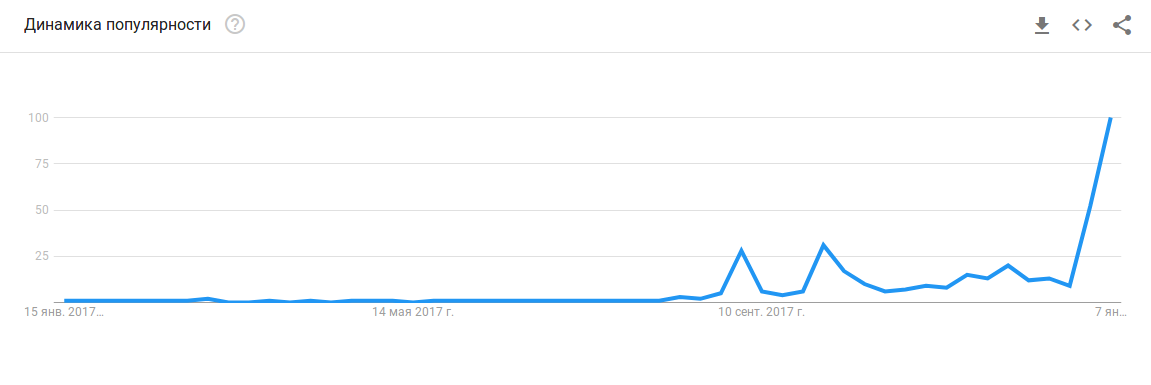 Динамика популярности ?
100
75
50
25
15 янв. 2017…
14 мая 2017 г.
10 сент. 2017 г.
7 ян…